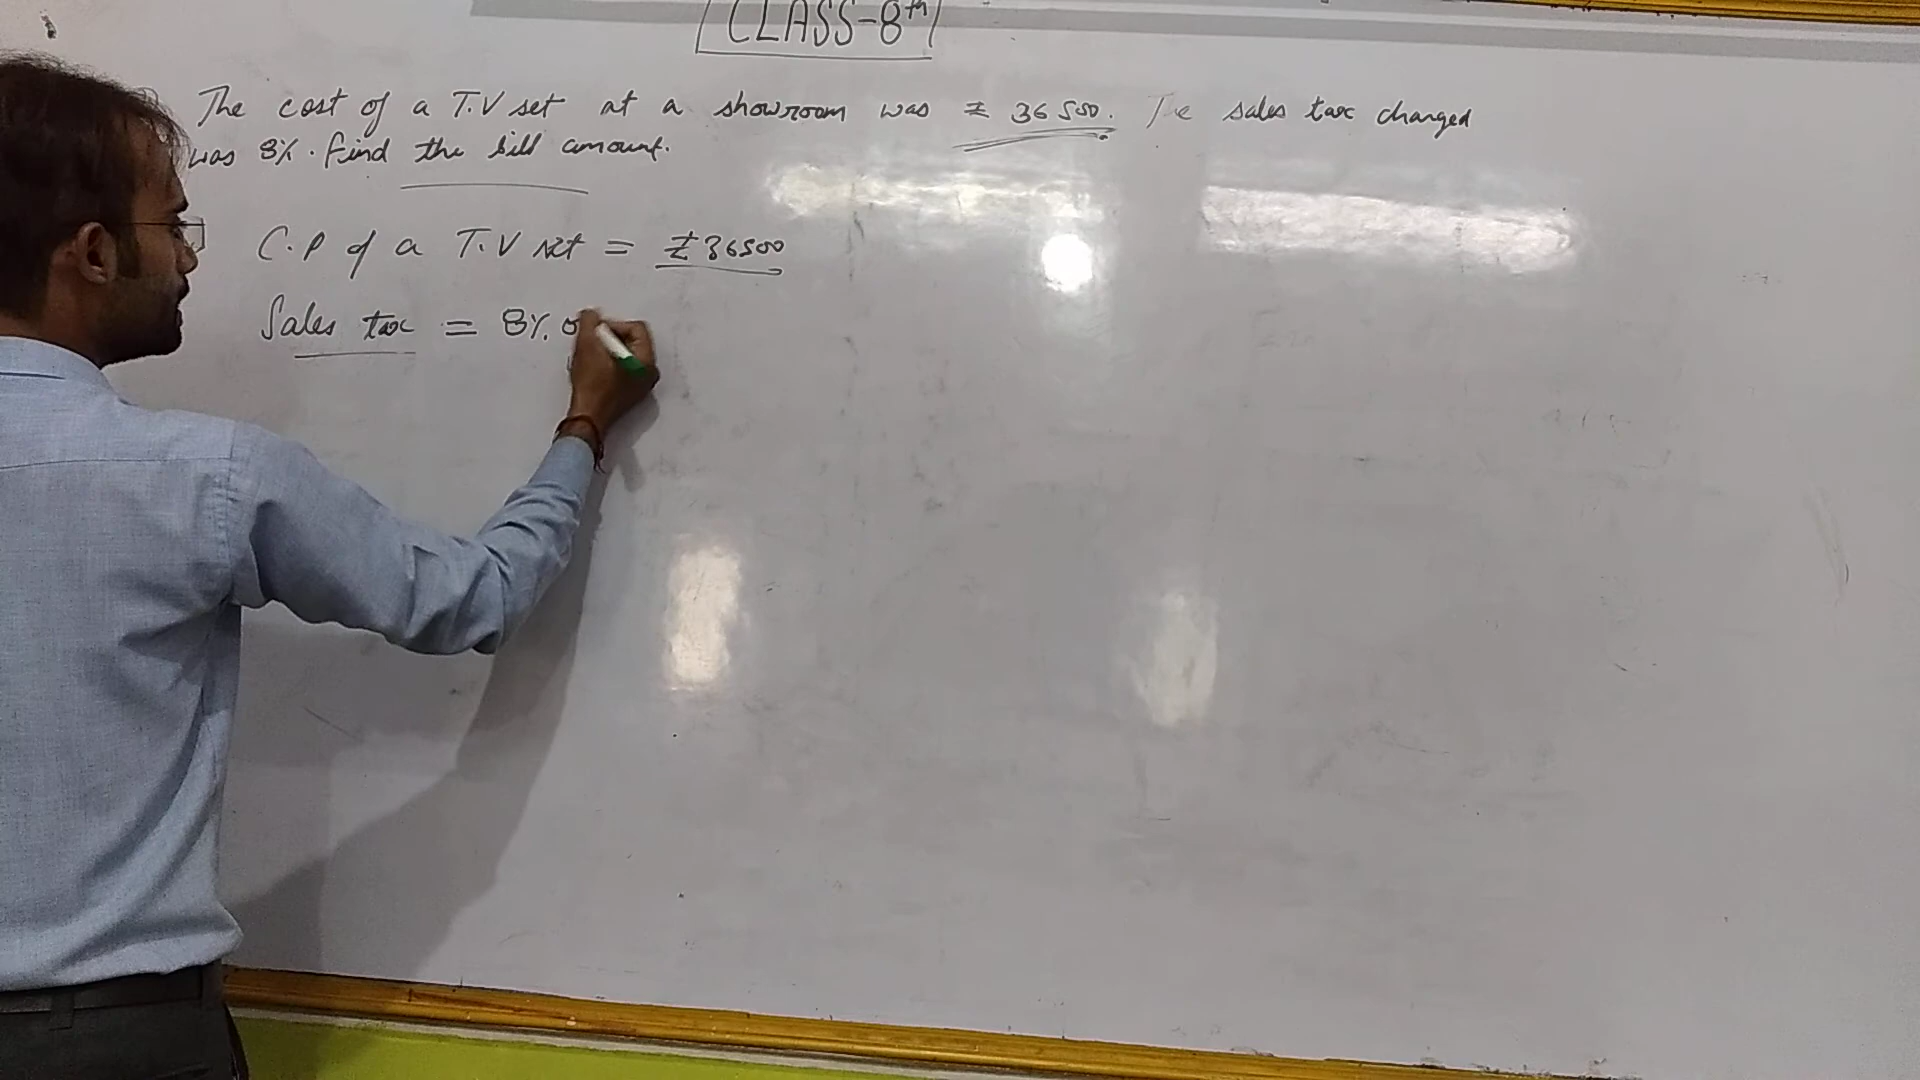 CLASS-8th
The cost of a T.V set at a showroom was ₹ 36500. The sales tax changed
was 8%. find the bill amount.
C.P of a T.V set = ₹36500
Sales tax = 8% o